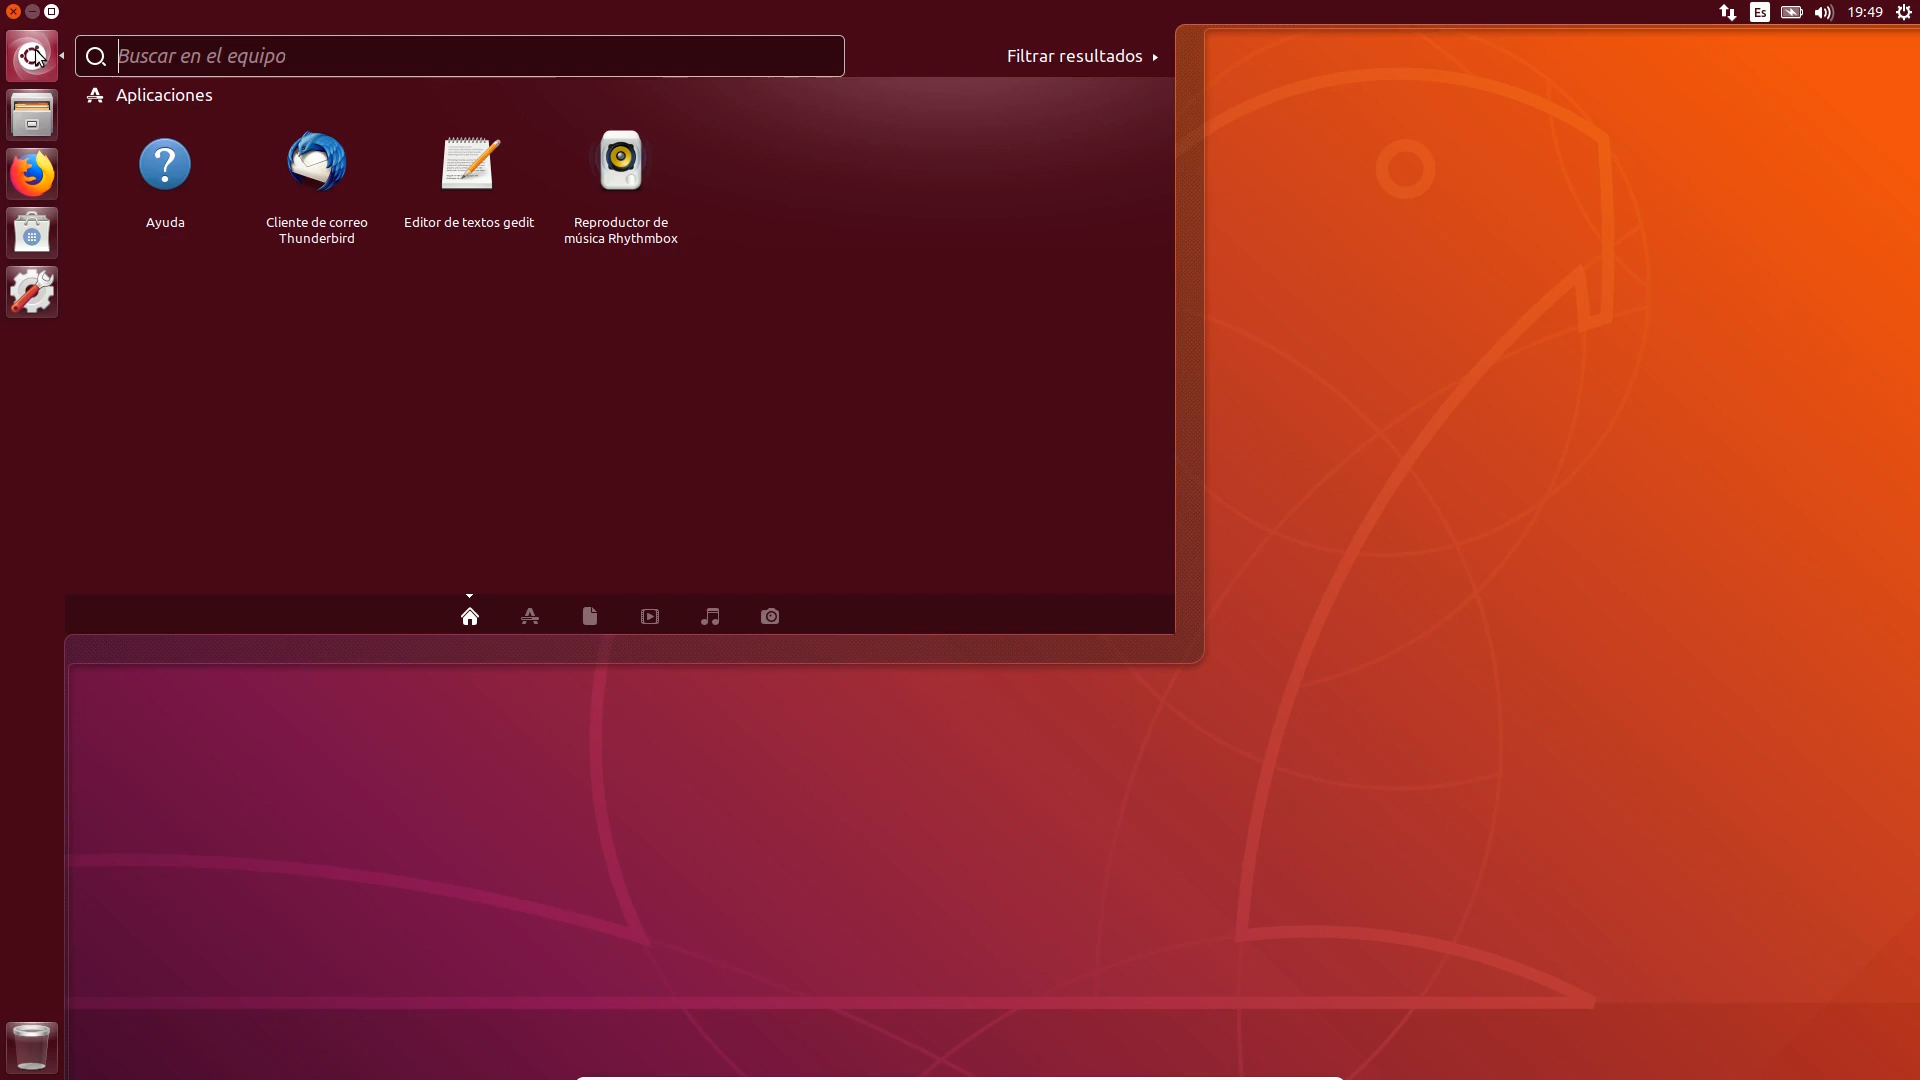 Es
19:49
Buscar en el equipo
Filtrar resultados
Aplicaciones
Ayuda
Cliente de correo
Thunderbird
Editor de textos gedit
Reproductor de
música Rhythmbox